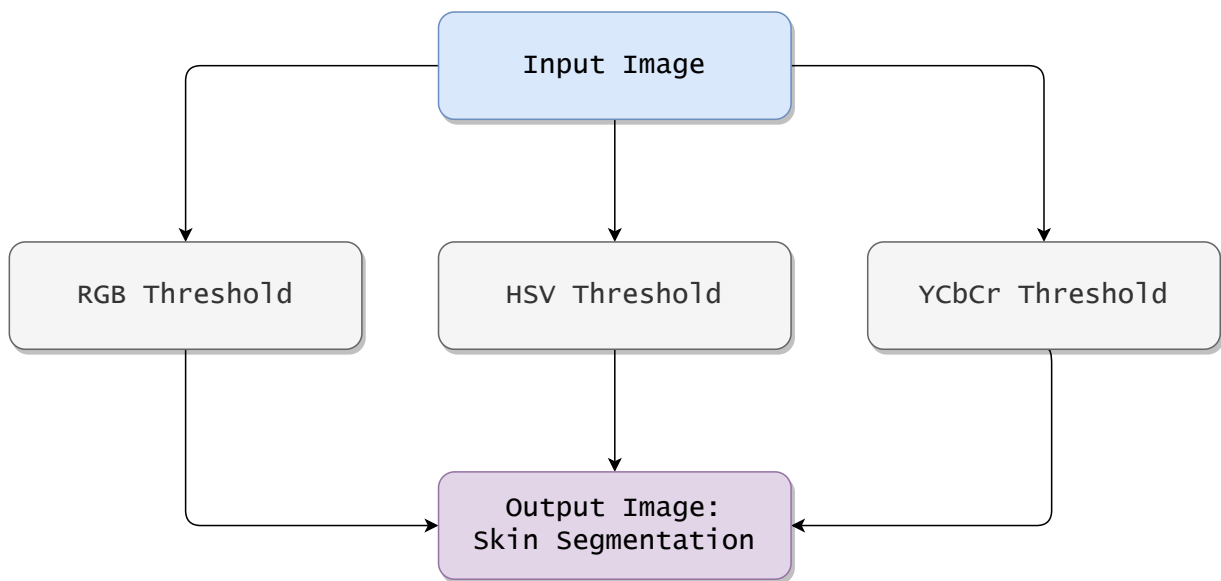 Input Image
RGB Threshold
HSV Threshold
YCbCr Threshold
Output Image:
Skin Segmentation